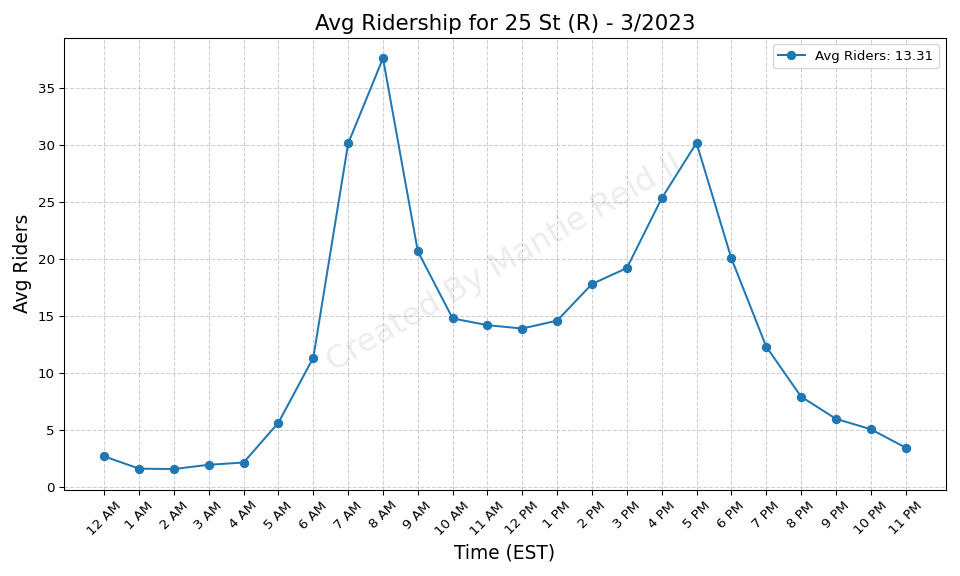 Avg Ridership for 25 St (R) - 3/2023
Avg Riders: 13.31
Avg Riders
35
30
25
20
15
10
5
0
Created By Mantie Reid II
12 AM
1 AM
2 AM
3 AM
4 AM
5 AM
6 AM
7 AM
8 AM
9 AM
10 AM
11 AM
12 PM
1 PM
2 PM
3 PM
4 PM
5 PM
6 PM
7 PM
8 PM
9 PM
10 PM
11 PM
Time (EST)